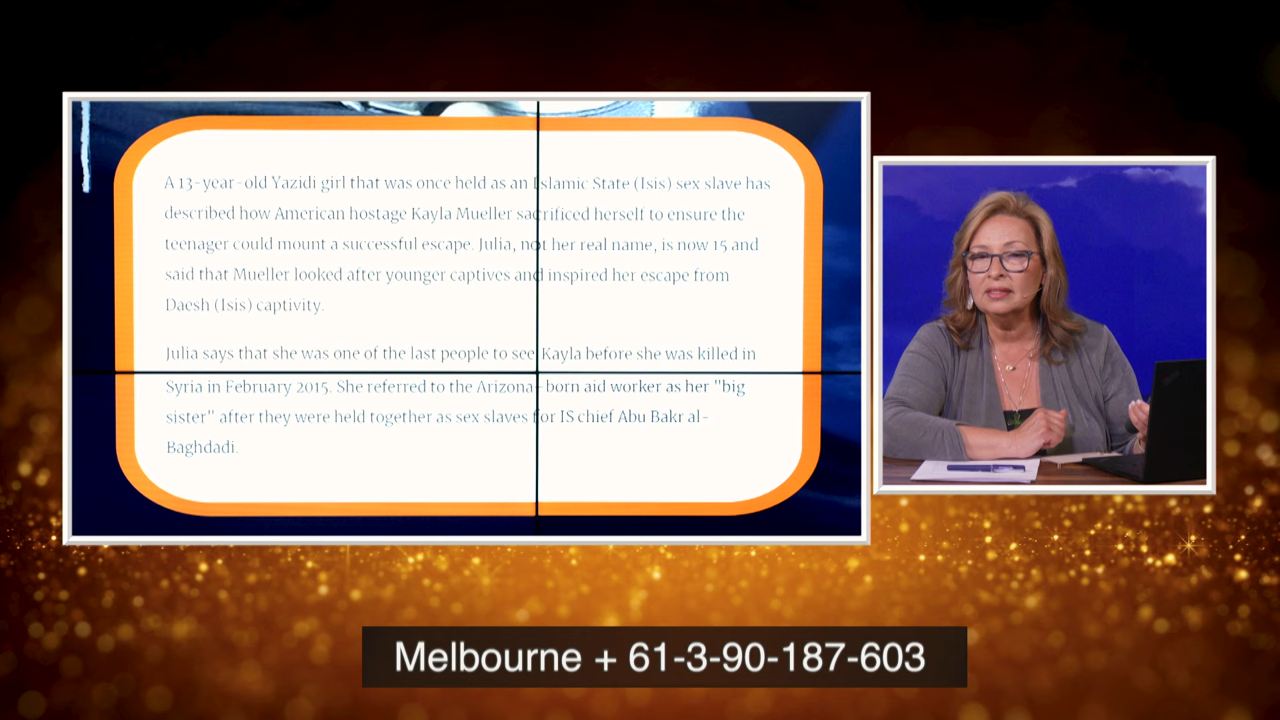 A 13-year-old Yazidi girl that was once held as an Islamic State (Isis) sex slave has
described how American hostage Kayla Mueller sacrificed herself to ensure the
teenager could mount a successful escape. Julia, not her real name, is now 15 and
said that Mueller looked after younger captives and inspired her escape from
Daesh (Isis) captivity.
Julia says that she was one of the last people to see Kayla before she was killed in
Syria in February 2015. She referred to the Arizona-born aid worker as her "big
sister" after they were held together as sex slaves for IS chief Abu Bakr al-
Baghdadi.
Melbourne + 61-3-90-187-603